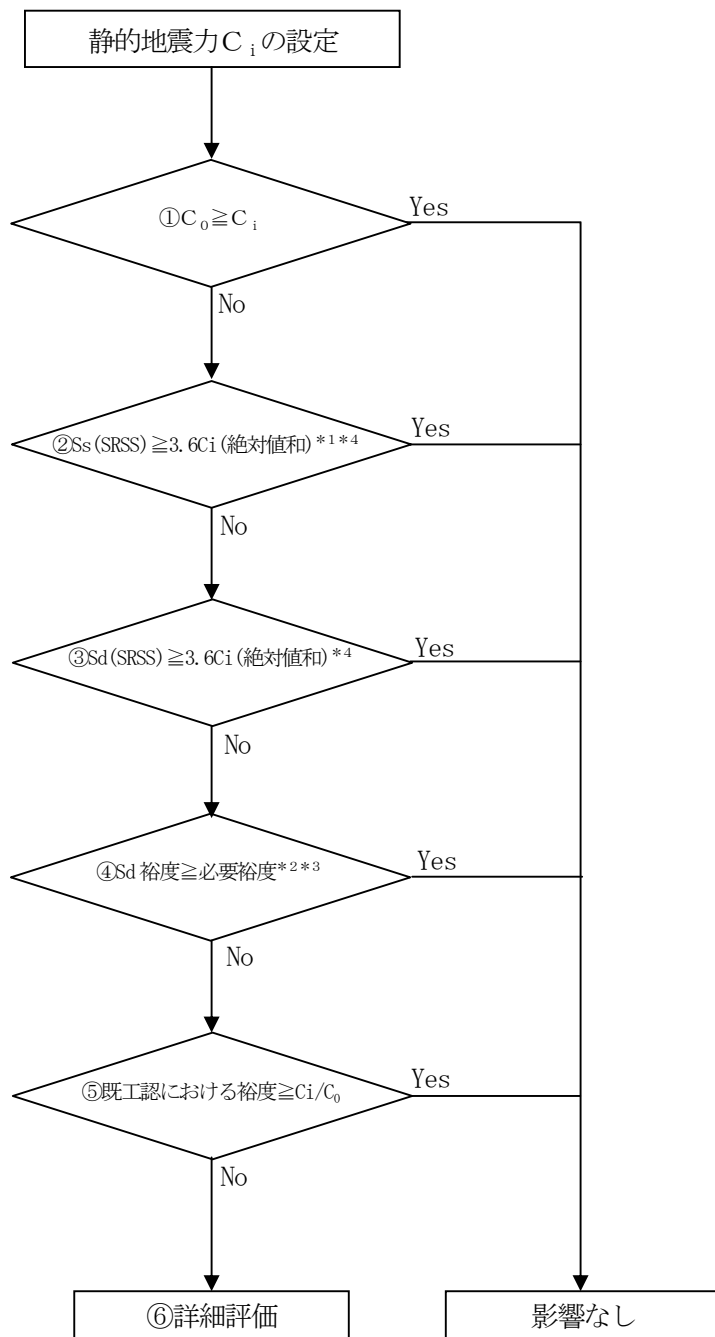 静的地震力Ｃｉの設定
①Ｃ₀≧Ｃｉ
Yes
No
②Ss(SRSS)≧3.6Ci(絶対値和)*1*4
Yes
No
③Sd(SRSS)≧3.6Ci(絶対値和)*4
Yes
No
④Sd 裕度≧必要裕度*2*3
Yes
No
⑤既工認における裕度≧Ci/C₀
Yes
No
⑥詳細評価
影響なし